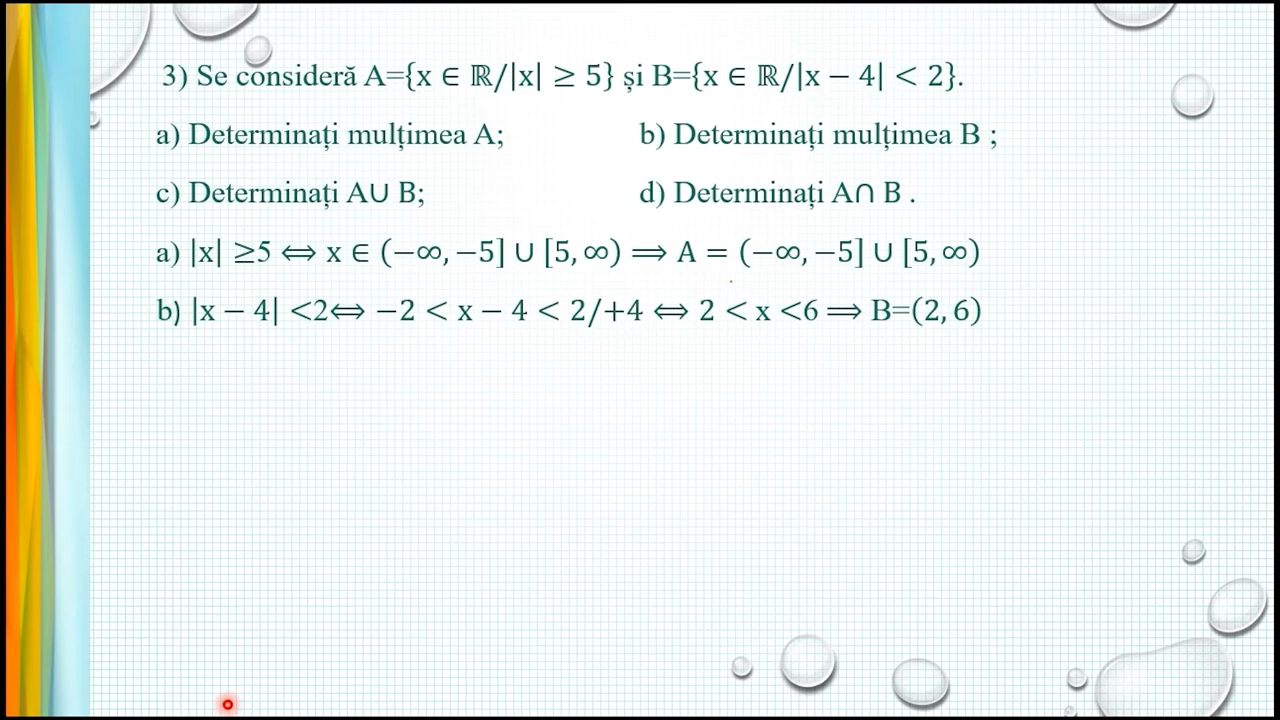 3) Se consideră A={x ∈ ℝ/|x| ≥ 5} și B={x ∈ ℝ/|x − 4| < 2}.
a) Determinați mulțimea A; b) Determinați mulțimea B ;
c) Determinați A∪ B; d) Determinați A∩ B .
a) |x| ≥5 ⟺ x ∈ (−∞, −5] ∪ [5, ∞) ⟹ A = (−∞, −5] ∪ [5, ∞)
b) |x − 4| <2⟺ −2 < x − 4 < 2/+4 ⟺ 2 < x <6 ⟹ B=(2, 6)